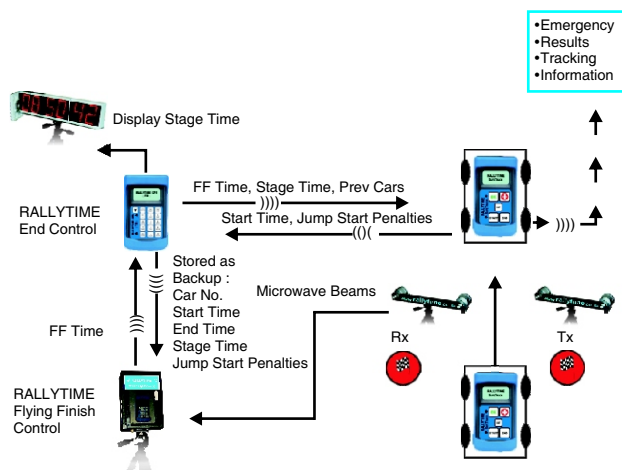 •Emergency
•Results
•Tracking
•Information
Display Stage Time
FF Time, Stage Time, Prev Cars
))))
RALLYTIME
End Control
Start Time, Jump Start Penalties
(()(
))))
Stored as
Backup :
Car No.
Start Time
End Time
Stage Time
Jump Start Penalties
Microwave Beams
FF Time
Rx
Tx
RALLYTIME
Flying Finish
Control